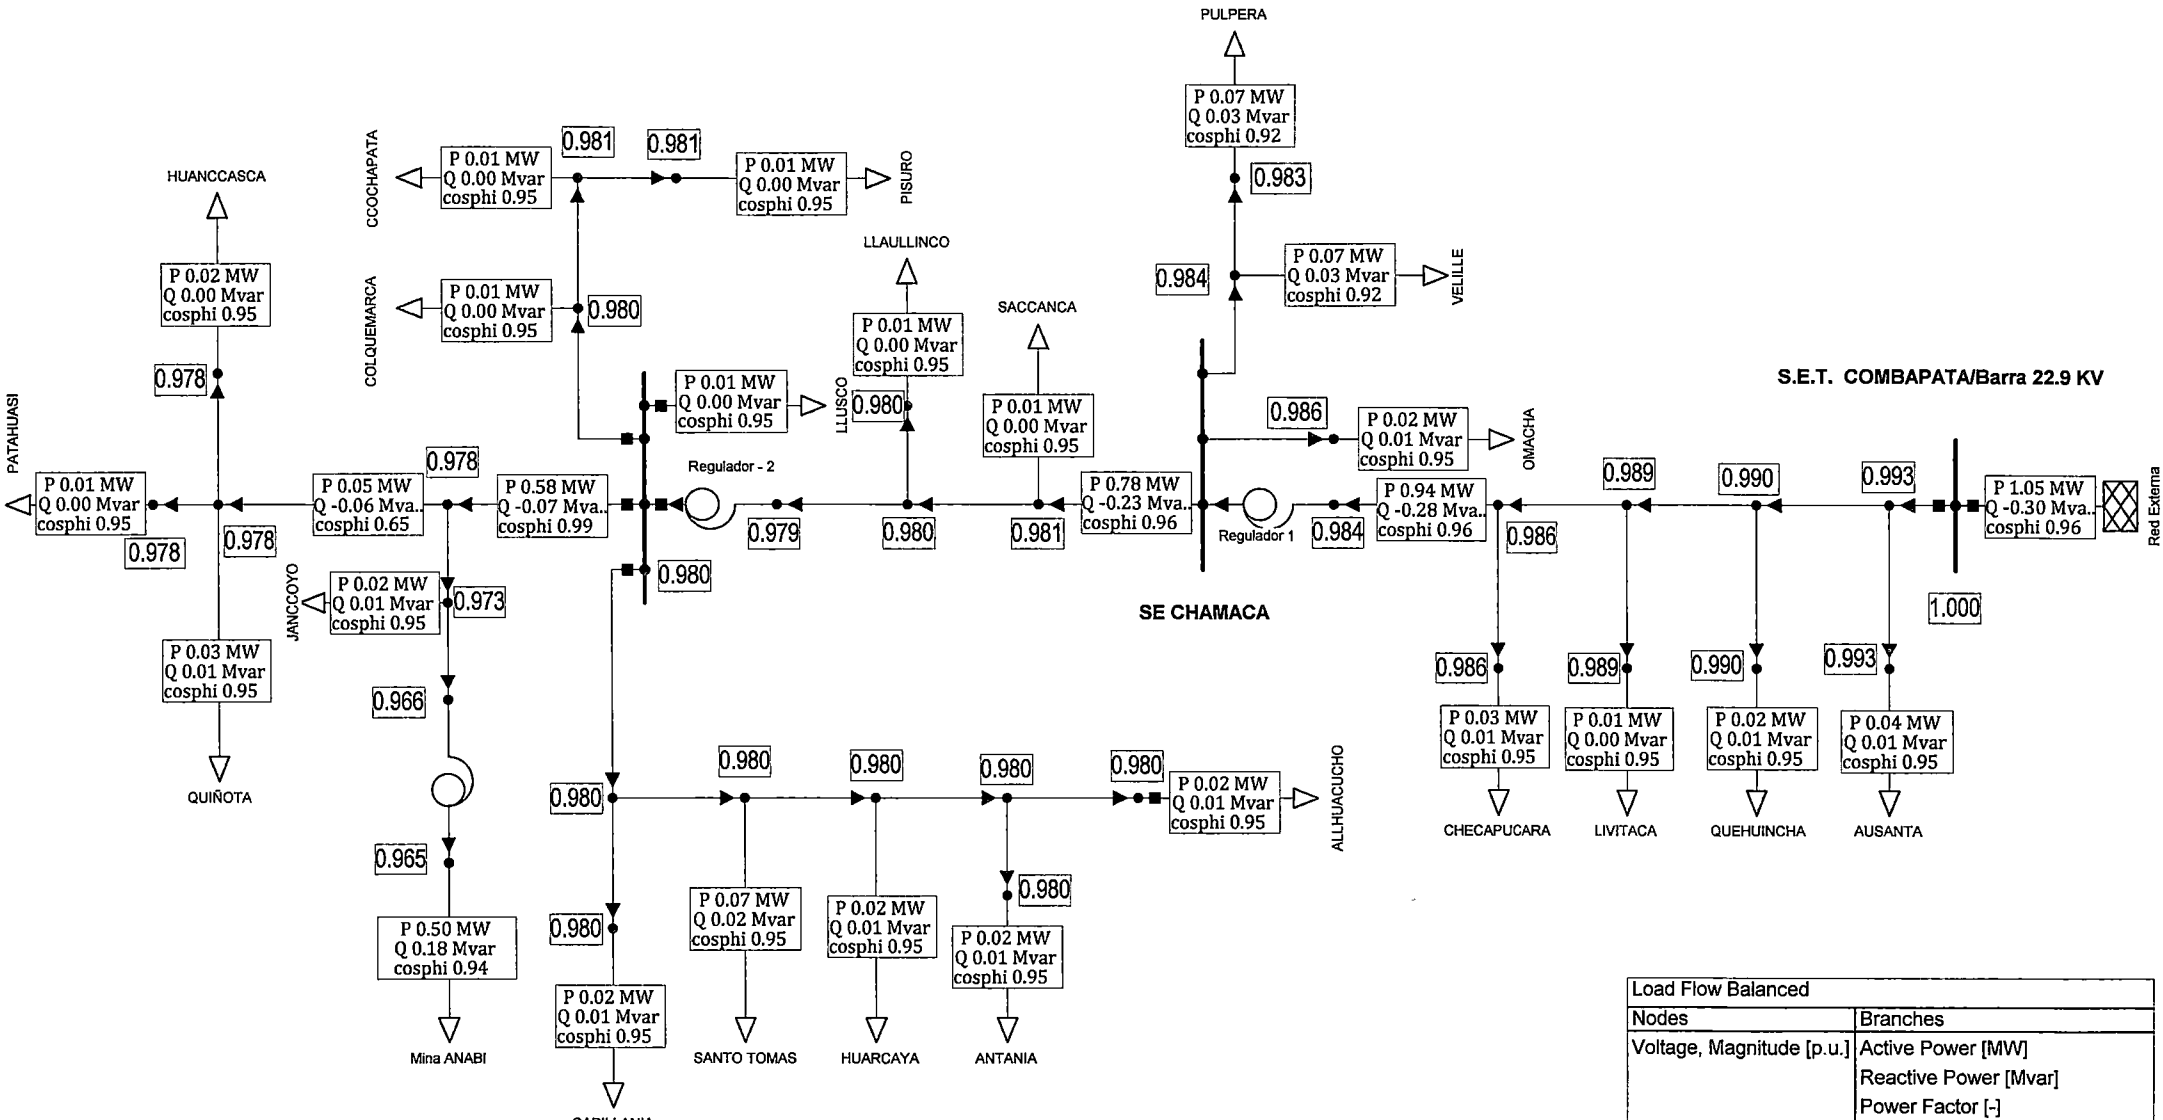 PULPERA
P 0.07 MW
Q 0.03 Mvar
cosphi 0.92
0.983
CCOCHAPATA
P 0.01 MW
Q 0.00 Mvar
cosphi 0.95
0.981
0.981
P 0.01 MW
Q 0.00 Mvar
cosphi 0.95
PISURO
HUANCCASCA
P 0.02 MW
Q 0.00 Mvar
cosphi 0.95
0.978
COLQUEMARCA
P 0.01 MW
Q 0.00 Mvar
cosphi 0.95
0.980
LLAULLINCO
P 0.01 MW
Q 0.00 Mvar
cosphi 0.95
0.980
SACCANCA
P 0.01 MW
Q 0.00 Mvar
cosphi 0.95
0.984
P 0.07 MW
Q 0.03 Mvar
cosphi 0.92
VELILLE
S.E.T. COMBAPATA/Barra 22.9 KV
P 0.01 MW
Q 0.00 Mvar
cosphi 0.95
LLUSCO
0.986
P 0.02 MW
Q 0.01 Mvar
cosphi 0.95
OMACHA
PATAHUASI
P 0.01 MW
Q 0.00 Mvar
cosphi 0.95
0.978
0.978
P 0.05 MW
Q -0.06 Mva..
cosphi 0.65
0.978
P 0.58 MW
Q -0.07 Mva..
cosphi 0.99
Regulador - 2
0.979
0.980
0.981
P 0.78 MW
Q -0.23 Mva..
cosphi 0.96
Regulador 1
0.984
P 0.94 MW
Q -0.28 Mva..
cosphi 0.96
0.986
0.989
0.990
0.993
P 1.05 MW
Q -0.30 Mva..
cosphi 0.96
Red Externa
JANCCOYO
P 0.02 MW
Q 0.01 Mvar
cosphi 0.95
0.973
0.980
SE CHAMACA
1.000
P 0.03 MW
Q 0.01 Mvar
cosphi 0.95
QUIÑOTA
0.966
0.986
0.989
0.990
0.993
P 0.03 MW
Q 0.01 Mvar
cosphi 0.95
P 0.01 MW
Q 0.00 Mvar
cosphi 0.95
P 0.02 MW
Q 0.01 Mvar
cosphi 0.95
P 0.04 MW
Q 0.01 Mvar
cosphi 0.95
CHECAPUCARA
LIVITACA
QUEHUINCHA
AUSANTA
0.980
0.980
0.980
0.980
0.980
P 0.02 MW
Q 0.01 Mvar
cosphi 0.95
ALLHUACUCHO
0.965
P 0.50 MW
Q 0.18 Mvar
cosphi 0.94
Mina ANABI
0.980
P 0.02 MW
Q 0.01 Mvar
cosphi 0.95
P 0.07 MW
Q 0.02 Mvar
cosphi 0.95
SANTO TOMAS
P 0.02 MW
Q 0.01 Mvar
cosphi 0.95
HUARCAYA
0.980
P 0.02 MW
Q 0.01 Mvar
cosphi 0.95
ANTANIA
Load Flow Balanced
Nodes
Branches
Voltage, Magnitude [p.u.]
Active Power [MW]
Reactive Power [Mvar]
Power Factor [-]